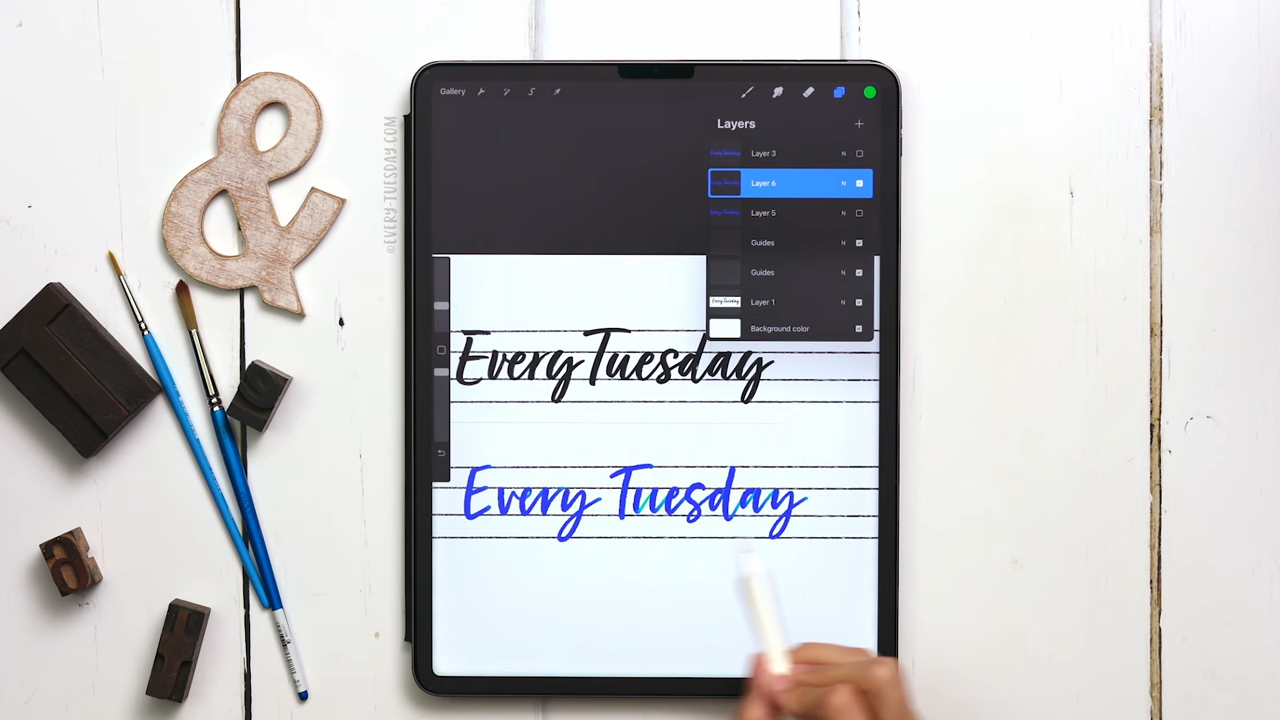 ©EVERY-TUESDAY.COM
Gallery
Layers
Layer 3 N
Layer 6 N
Layer 5 N
Guides N
Guides N
Layer 1 N
Background color
Every Tuesday
Every Tuesday
&